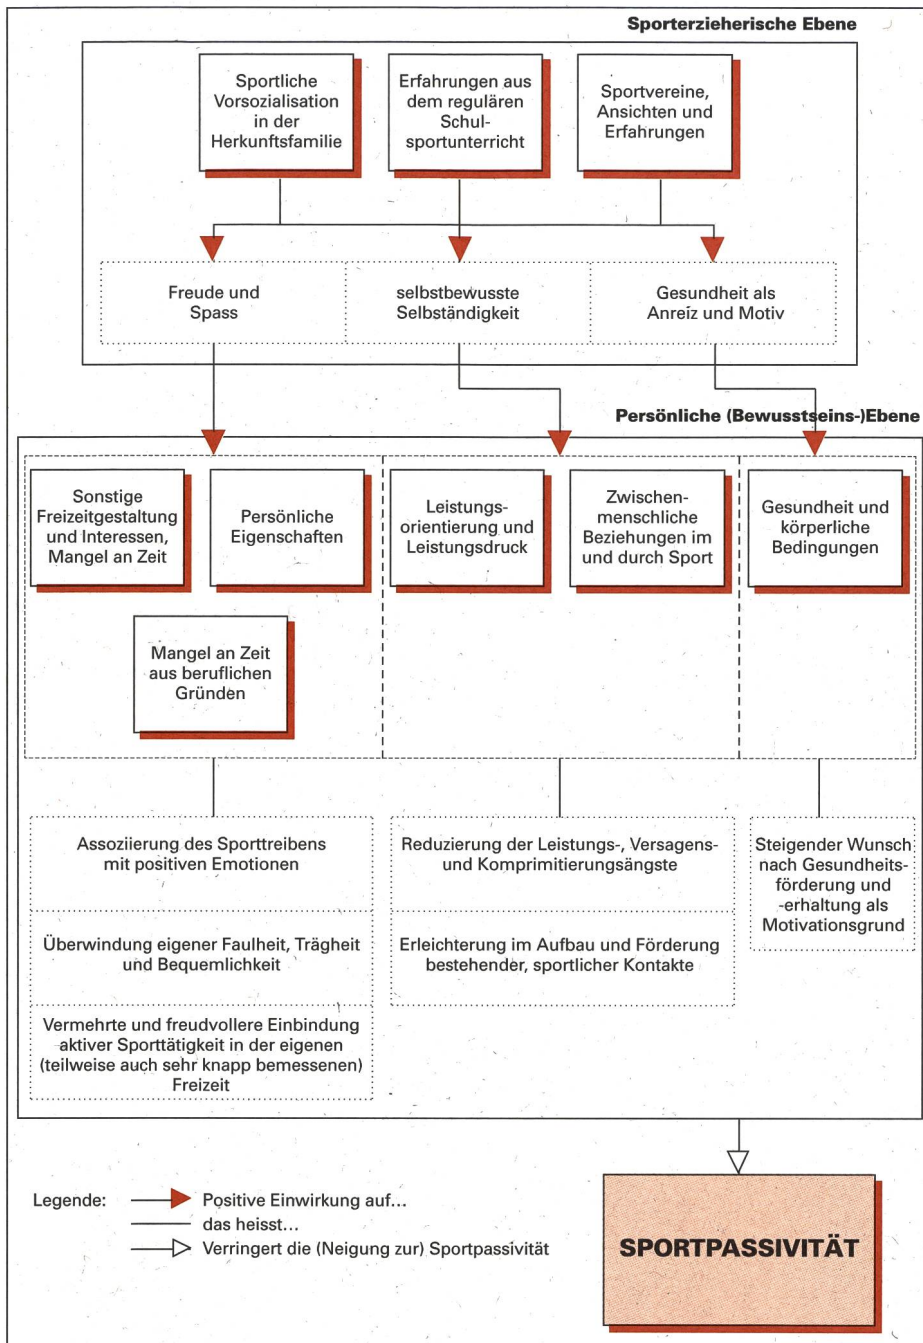 Sporterzieherische Ebene
Sportliche
Vorsozialisation
in der
Herkunftsfamilie
Erfahrungen aus
dem regulären
Schul-
sportunterricht
Sportvereine,
Ansichten und
Erfahrungen
Freude und
Spass
selbstbewusste
Selbständigkeit
Gesundheit als
Anreiz und Motiv
Persönliche (Bewusstseins-)Ebene
Sonstige
Freizeitgestaltung
und Interessen,
Mangel an Zeit
Persönliche
Eigenschaften
Leistungs-
orientierung und
Leistungsdruck
Zwischen-
menschliche
Beziehungen im
und durch Sport
Gesundheit und
körperliche
Bedingungen
Mangel an Zeit
aus beruflichen
Gründen
Assoziierung des Sporttreibens
mit positiven Emotionen
Überwindung eigener Faulheit, Trägheit
und Bequemlichkeit
Vermehrte und freudvollere Einbindung
aktiver Sporttätigkeit in der eigenen
(teilweise auch sehr knapp bemessenen)
Freizeit
Reduzierung der Leistungs-, Versagens-
und Komprimitierungsängste
Erleichterung im Aufbau und Förderung
bestehender, sportlicher Kontakte
Steigender Wunsch
nach Gesundheits-
förderung und
-erhaltung als
Motivationsgrund
Legende:
Positive Einwirkung auf...
das heisst...
Verringert die (Neigung zur) Sportpassivität
SPORTPASSIVITÄT